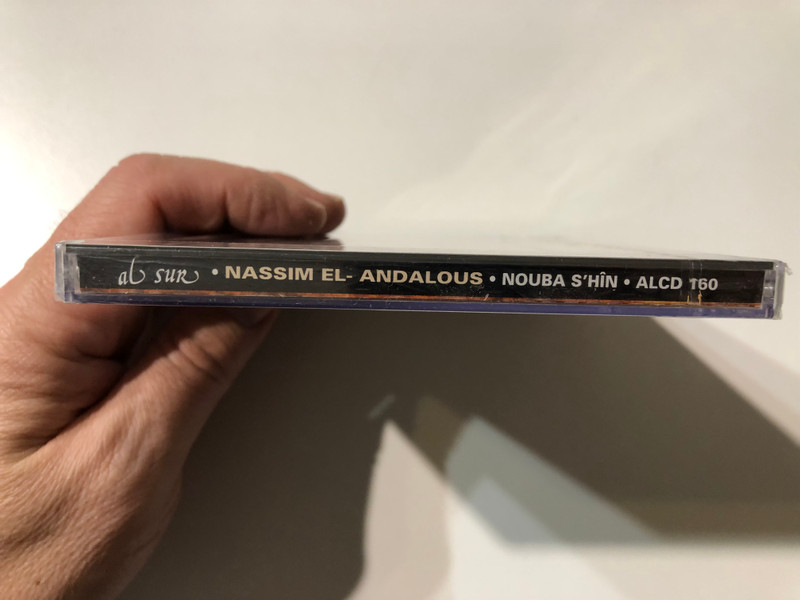 al sur • NASSIM EL- ANDALOUS • NOUBA S'HÎN • ALCD 160